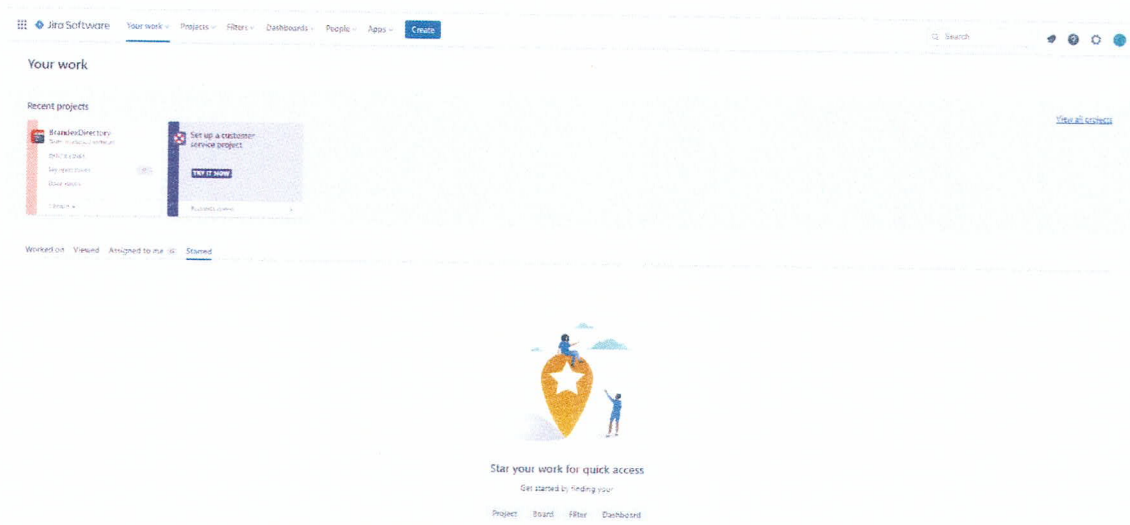 Jira Software Your work Projects Filters Dashboards People Apps Create Search
Your work
Recent projects
View all projects
BrandexDirectory
Set up a customer
service project
TRY IT NOW
Worked on Viewed Assigned to me Starred
Star your work for quick access
Get started by finding your
Project Board Filter Dashboard